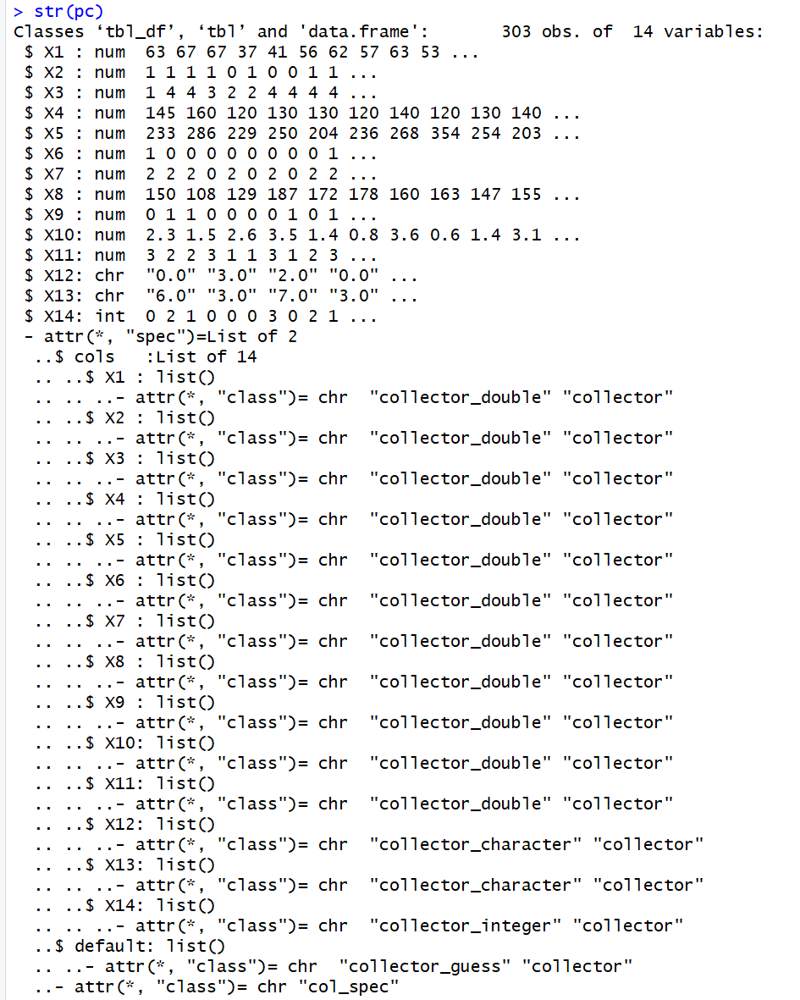 > str(pc)
Classes ‘tbl_df’, ‘tbl’ and 'data.frame':	303 obs. of  14 variables:
 $ X1 : num  63 67 67 37 41 56 62 57 63 53 ...
 $ X2 : num  1 1 1 1 0 1 0 0 1 1 ...
 $ X3 : num  1 4 4 3 2 2 4 4 4 4 ...
 $ X4 : num  145 160 120 130 130 120 140 120 130 140 ...
 $ X5 : num  233 286 229 250 204 236 268 354 254 203 ...
 $ X6 : num  1 0 0 0 0 0 0 0 0 1 ...
 $ X7 : num  2 2 2 0 2 0 2 0 2 2 ...
 $ X8 : num  150 108 129 187 172 178 160 163 147 155 ...
 $ X9 : num  0 1 1 0 0 0 0 1 0 1 ...
 $ X10: num  2.3 1.5 2.6 3.5 1.4 0.8 3.6 0.6 1.4 3.1 ...
 $ X11: num  3 2 2 3 1 1 3 1 2 3 ...
 $ X12: chr  "0.0" "3.0" "2.0" "0.0" ...
 $ X13: chr  "6.0" "3.0" "7.0" "3.0" ...
 $ X14: int  0 2 1 0 0 0 3 0 2 1 ...
 - attr(*, "spec")=List of 2
  ..$ cols   :List of 14
  .. ..$ X1 : list()
  .. .. ..- attr(*, "class")= chr  "collector_double" "collector"
  .. ..$ X2 : list()
  .. .. ..- attr(*, "class")= chr  "collector_double" "collector"
  .. ..$ X3 : list()
  .. .. ..- attr(*, "class")= chr  "collector_double" "collector"
  .. ..$ X4 : list()
  .. .. ..- attr(*, "class")= chr  "collector_double" "collector"
  .. ..$ X5 : list()
  .. .. ..- attr(*, "class")= chr  "collector_double" "collector"
  .. ..$ X6 : list()
  .. .. ..- attr(*, "class")= chr  "collector_double" "collector"
  .. ..$ X7 : list()
  .. .. ..- attr(*, "class")= chr  "collector_double" "collector"
  .. ..$ X8 : list()
  .. .. ..- attr(*, "class")= chr  "collector_double" "collector"
  .. ..$ X9 : list()
  .. .. ..- attr(*, "class")= chr  "collector_double" "collector"
  .. ..$ X10: list()
  .. .. ..- attr(*, "class")= chr  "collector_double" "collector"
  .. ..$ X11: list()
  .. .. ..- attr(*, "class")= chr  "collector_double" "collector"
  .. ..$ X12: list()
  .. .. ..- attr(*, "class")= chr  "collector_character" "collector"
  .. ..$ X13: list()
  .. .. ..- attr(*, "class")= chr  "collector_character" "collector"
  .. ..$ X14: list()
  .. .. ..- attr(*, "class")= chr  "collector_integer" "collector"
  ..$ default: list()
  .. ..- attr(*, "class")= chr  "collector_guess" "collector"
  ..- attr(*, "class")= chr "col_spec"